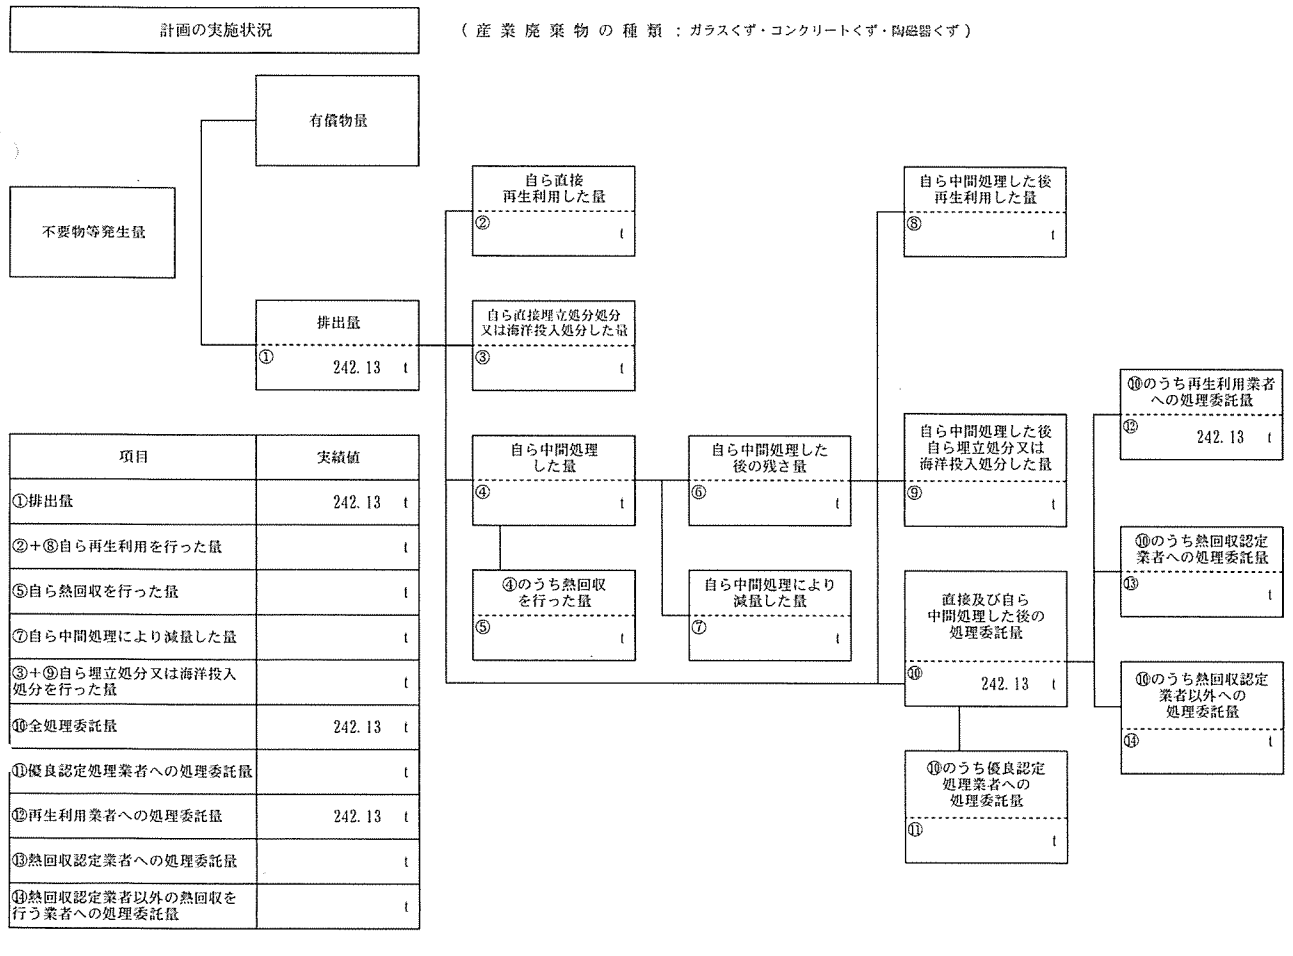 計画の実施状況
(産業廃棄物の種類:ガラスくず・コンクリートくず・陶磁器くず)
有償物量
不要物等発生量
排出量
① 242.13 t
自ら直接
再生利用した量
② t
自ら直接埋立処分処分
又は海洋投入処分した量
③ t
自ら中間処理
した量
④ t
④のうち熱回収
を行った量
⑤ t
自ら中間処理した
後の残さ量
⑥ t
自ら中間処理により
減量した量
⑦ t
自ら中間処理した後
再生利用した量
⑧ t
自ら中間処理した後
自ら埋立処分又は
海洋投入処分した量
⑨ t
直接及び自ら
中間処理した後の
処理委託量
⑩ 242.13 t
⑩のうち優良認定
処理業者への
処理委託量
⑪ t
⑩のうち再生利用業者
への処理委託量
⑫ 242.13 t
⑩のうち熱回収認定
業者への処理委託量
⑬ t
⑩のうち熱回収認定
業者以外への
処理委託量
⑭ t
項目 実績値
①排出量 242.13 t
②+⑧自ら再生利用を行った量 t
⑤自ら熱回収を行った量 t
⑦自ら中間処理により減量した量 t
③+⑨自ら埋立処分又は海洋投入
処分を行った量 t
⑩全処理委託量 242.13 t
⑪優良認定処理業者への処理委託量 t
⑫再生利用業者への処理委託量 242.13 t
⑬熱回収認定業者への処理委託量 t
⑭熱回収認定業者以外の熱回収を
行う業者への処理委託量 t